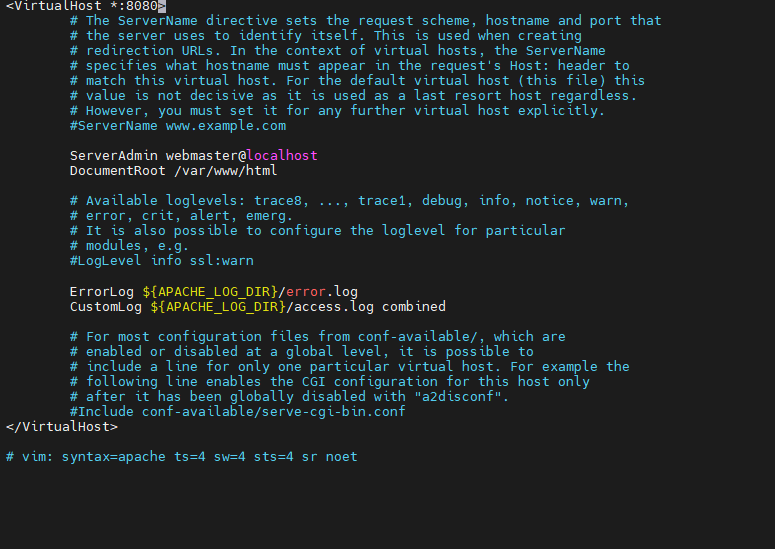 <VirtualHost *:8080>
# The ServerName directive sets the request scheme, hostname and port that
# the server uses to identify itself. This is used when creating
# redirection URLs. In the context of virtual hosts, the ServerName
# specifies what hostname must appear in the request's Host: header to
# match this virtual host. For the default virtual host (this file) this
# value is not decisive as it is used as a last resort host regardless.
# However, you must set it for any further virtual host explicitly.
#ServerName www.example.com
ServerAdmin webmaster@localhost
DocumentRoot /var/www/html
# Available loglevels: trace8, ..., trace1, debug, info, notice, warn,
# error, crit, alert, emerg.
# It is also possible to configure the loglevel for particular
# modules, e.g.
#LogLevel info ssl:warn
ErrorLog ${APACHE_LOG_DIR}/error.log
CustomLog ${APACHE_LOG_DIR}/access.log combined
# For most configuration files from conf-available/, which are
# enabled or disabled at a global level, it is possible to
# include a line for only one particular virtual host. For example the
# following line enables the CGI configuration for this host only
# after it has been globally disabled with "a2disconf".
#Include conf-available/serve-cgi-bin.conf
</VirtualHost>
# vim: syntax=apache ts=4 sw=4 sts=4 sr noet